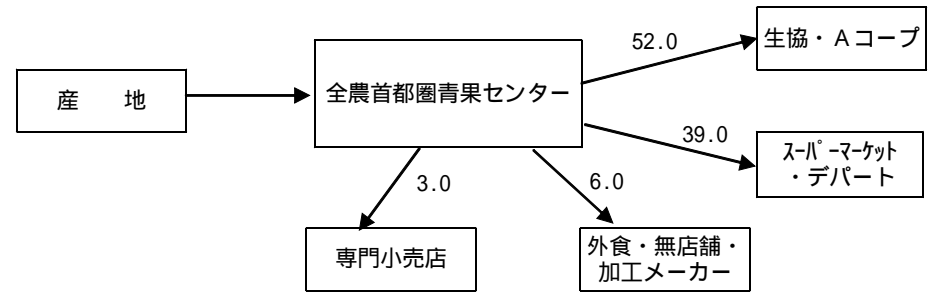 52.0
生協・Aコープ
産　　地
全農首都圏青果センター
39.0
ｽｰﾊﾟｰﾏｰｹｯﾄ
・デパート
3.0
6.0
専門小売店
外食・無店舗・
加工メーカー